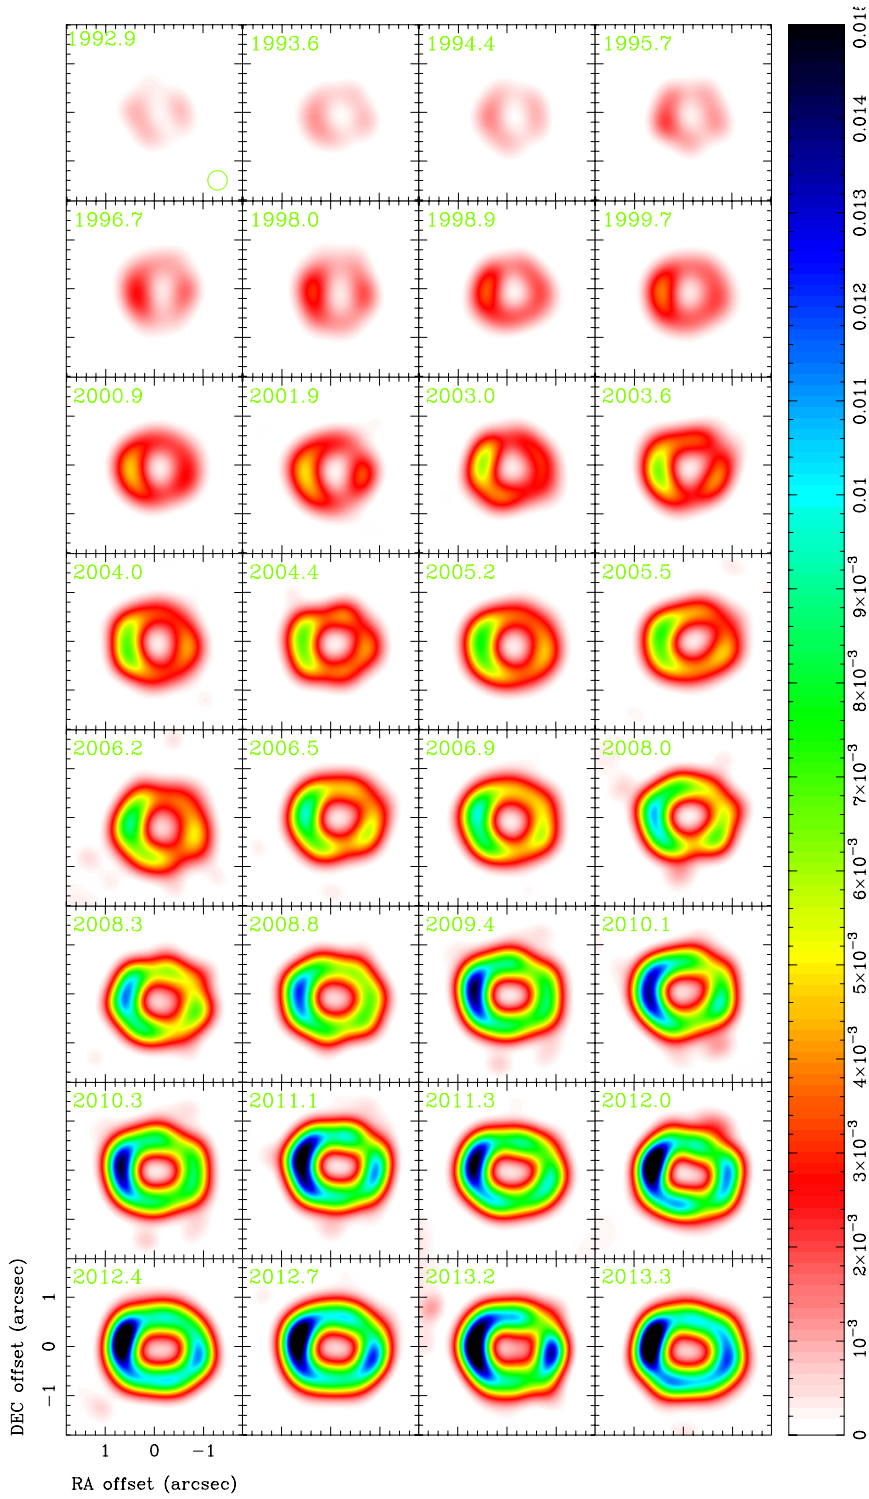 1992.9 1993.6 1994.4 1995.7
1996.7 1998.0 1998.9 1999.7
2000.9 2001.9 2003.0 2003.6
2004.0 2004.4 2005.2 2005.5
2006.2 2006.5 2006.9 2008.0
2008.3 2008.8 2009.4 2010.1
2010.3 2011.1 2011.3 2012.0
2012.4 2012.7 2013.2 2013.3
DEC offset (arcsec)
1
0
−1
1 0 −1
RA offset (arcsec)
0.014
0.013
0.012
0.011
0.01
9×10⁻³
8×10⁻³
7×10⁻³
6×10⁻³
5×10⁻³
4×10⁻³
3×10⁻³
2×10⁻³
10⁻³
0